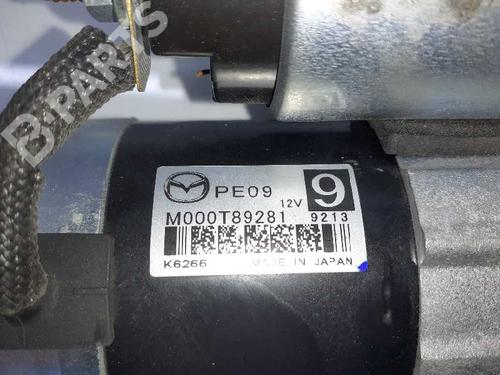 B-PARTS
PE09
12V
9
M000T89281 9213
K6266 MADE IN JAPAN